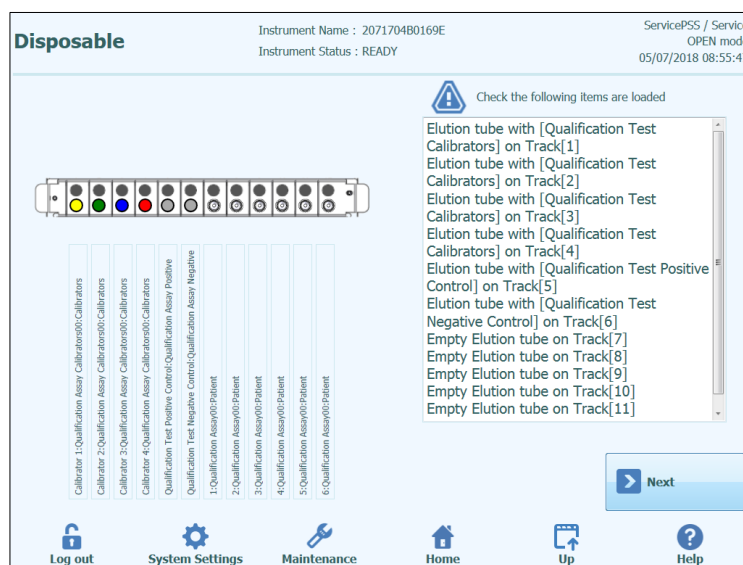 Disposable
Instrument Name : 2071704B0169E
Instrument Status : READY
ServicePSS / Servic
OPEN mod
05/07/2018 08:55:4
Check the following items are loaded
Elution tube with [Qualification Test
Calibrators] on Track[1]
Elution tube with [Qualification Test
Calibrators] on Track[2]
Elution tube with [Qualification Test
Calibrators] on Track[3]
Elution tube with [Qualification Test
Calibrators] on Track[4]
Elution tube with [Qualification Test Positive
Control] on Track[5]
Elution tube with [Qualification Test
Negative Control] on Track[6]
Empty Elution tube on Track[7]
Empty Elution tube on Track[8]
Empty Elution tube on Track[9]
Empty Elution tube on Track[10]
Empty Elution tube on Track[11]
Calibrator 1:Qualification Assay Calibrators00:Calibrators
Calibrator 2:Qualification Assay Calibrators00:Calibrators
Calibrator 3:Qualification Assay Calibrators00:Calibrators
Calibrator 4:Qualification Assay Calibrators00:Calibrators
Qualification Test Positive Control:Qualification Assay Positive
Qualification Test Negative Control:Qualification Assay Negative
1:Qualification Assay00:Patient
2:Qualification Assay00:Patient
3:Qualification Assay00:Patient
4:Qualification Assay00:Patient
5:Qualification Assay00:Patient
6:Qualification Assay00:Patient
Next
Log out
System Settings
Maintenance
Home
Up
Help